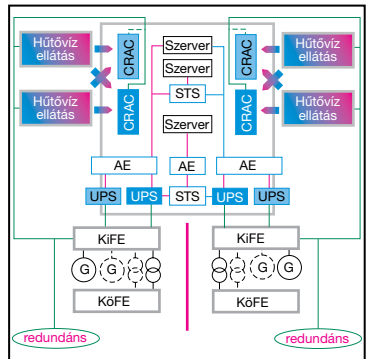 Hűtővíz
ellátás
CRAC
Szerver
CRAC
Hűtővíz
ellátás
Szerver
STS
Hűtővíz
ellátás
CRAC
Szerver
CRAC
Hűtővíz
ellátás
AE
AE
AE
UPS
UPS
STS
UPS
UPS
KiFE
KiFE
G
G
G
G
KöFE
KöFE
redundáns
redundáns